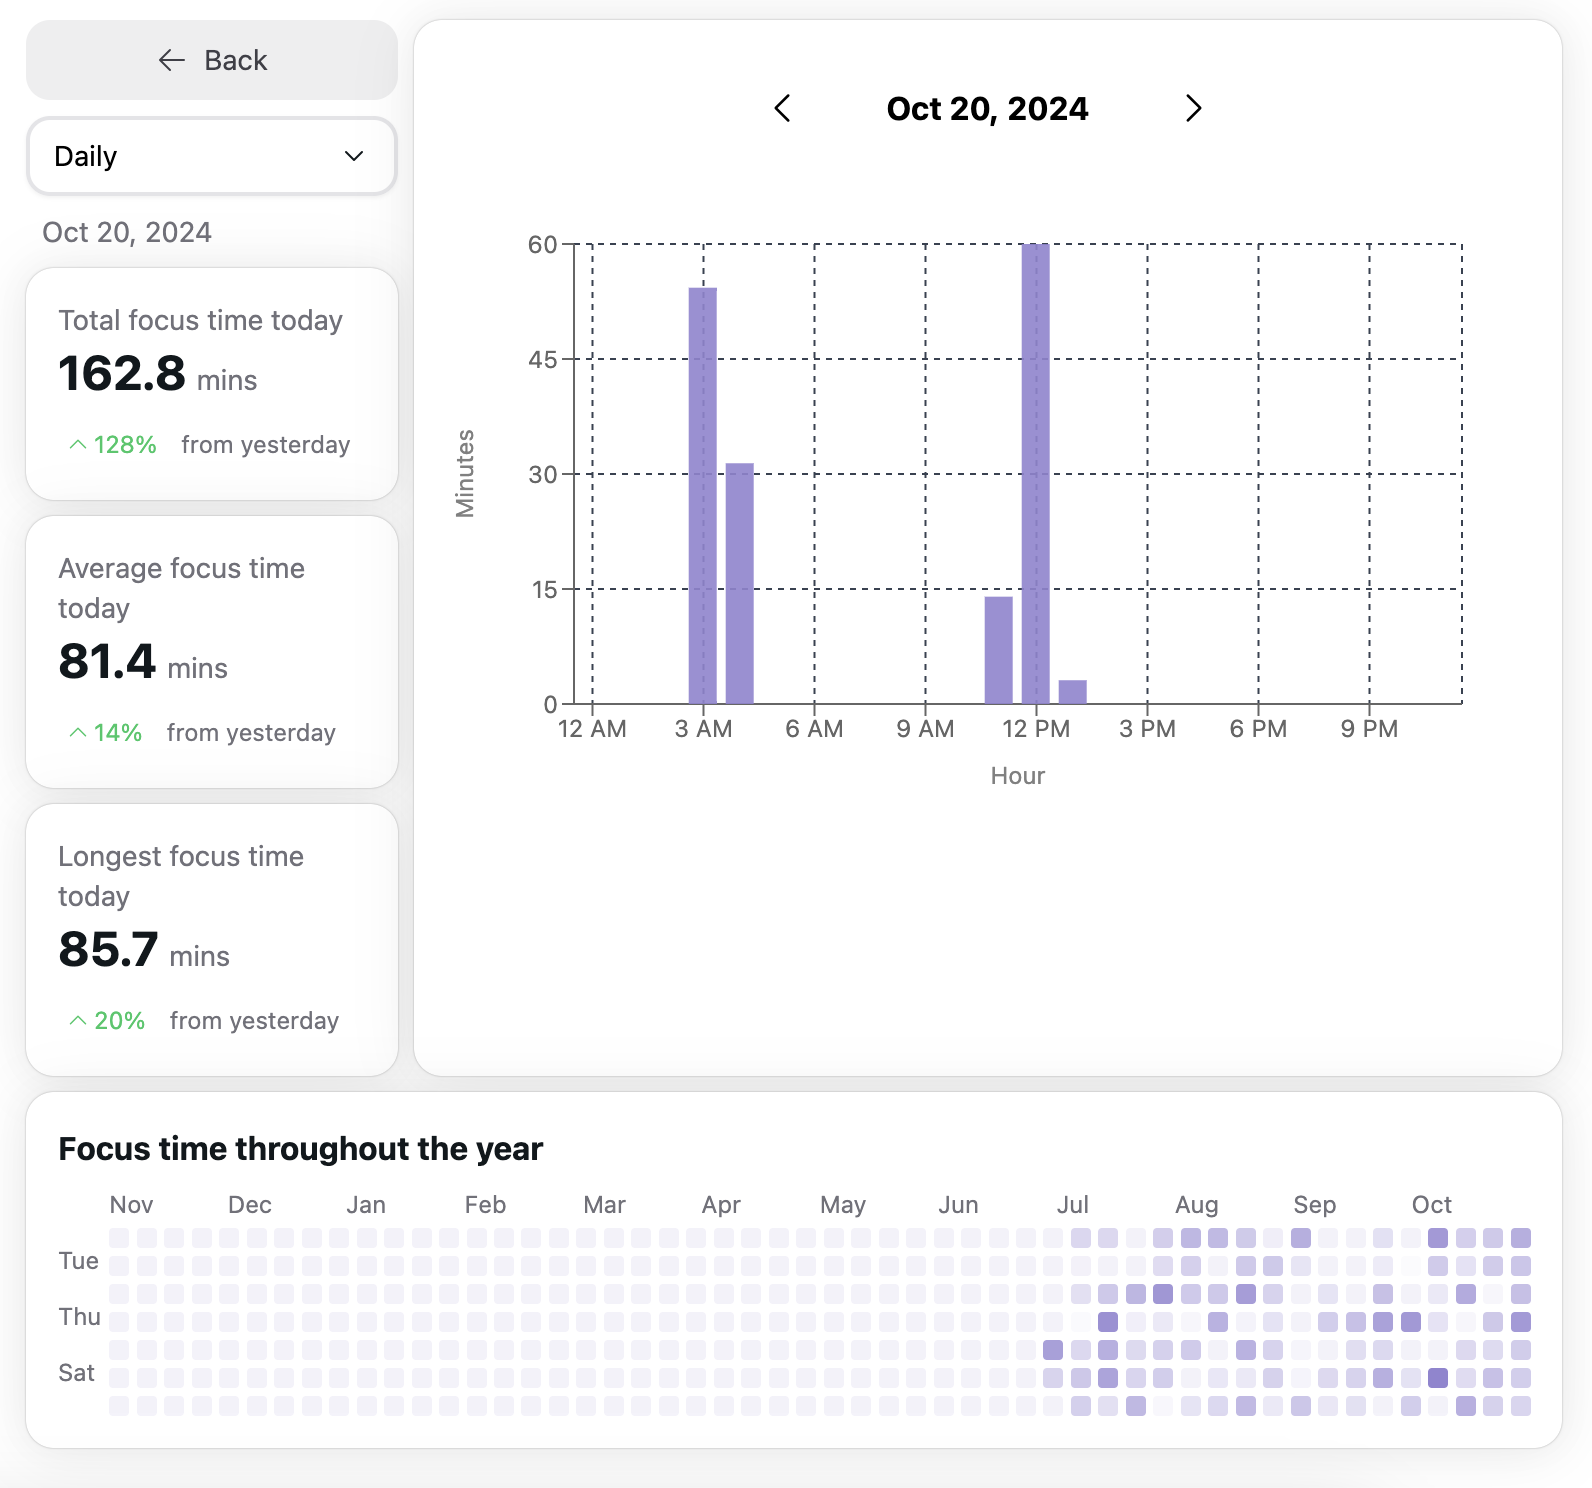 Back
Daily
Oct 20, 2024
Total focus time today
162.8 mins
128% from yesterday
Average focus time
today
81.4 mins
14% from yesterday
Longest focus time
today
85.7 mins
20% from yesterday
Oct 20, 2024
60
45
30
15
0
Minutes
12 AM 3 AM 6 AM 9 AM 12 PM 3 PM 6 PM 9 PM
Hour
Focus time throughout the year
Nov Dec Jan Feb Mar Apr May Jun Jul Aug Sep Oct
Tue
Thu
Sat